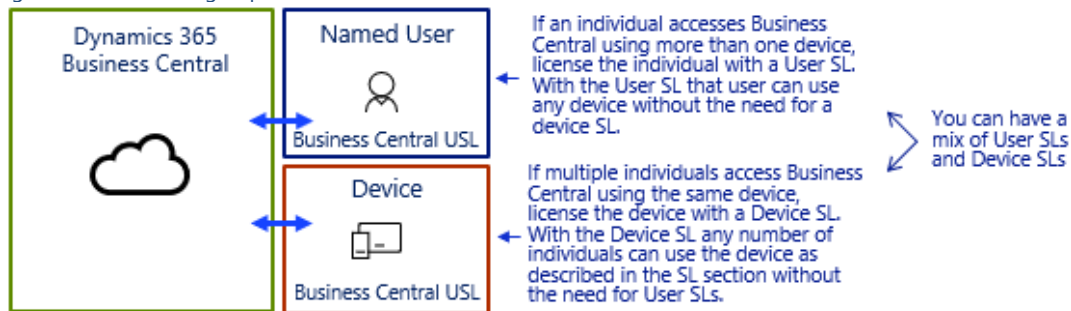 Dynamics 365
Business Central
Named User
Business Central USL
If an individual accesses Business
Central using more than one device,
license the individual with a User SL.
With the User SL that user can use
any device without the need for a
device SL.
Device
Business Central USL
If multiple individuals access Business
Central using the same device,
license the device with a Device SL.
With the Device SL any number of
individuals can use the device as
described in the SL section without
the need for User SLs.
You can have a
mix of User SLs
and Device SLs